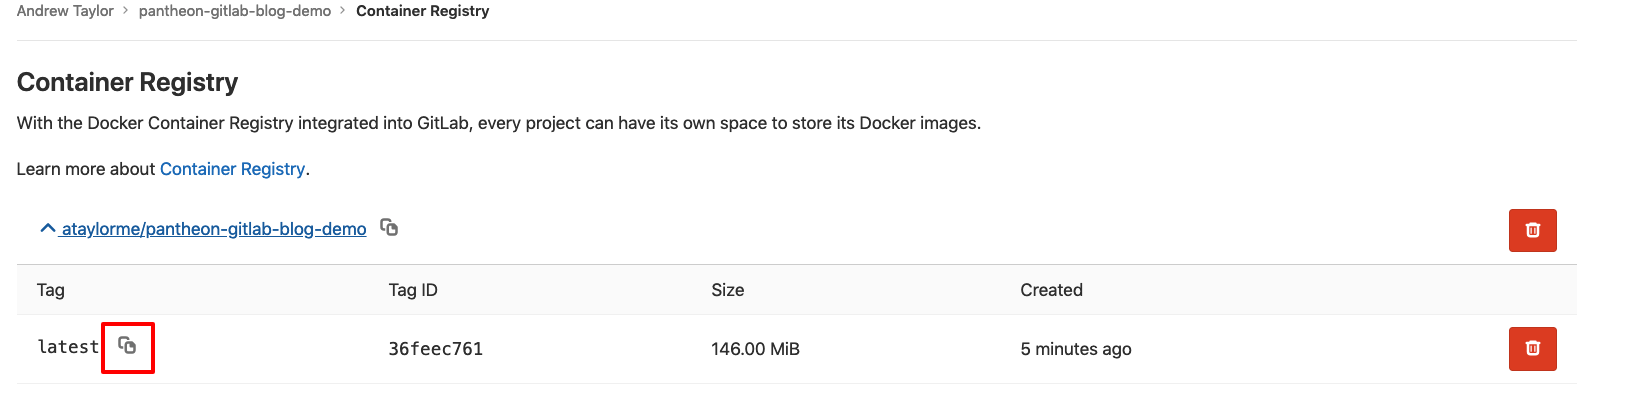 Andrew Taylor > pantheon-gitlab-blog-demo > Container Registry
Container Registry
With the Docker Container Registry integrated into GitLab, every project can have its own space to store its Docker images.
Learn more about Container Registry.
ataylorme/pantheon-gitlab-blog-demo
Tag Tag ID Size Created
latest 36feec761 146.00 MiB 5 minutes ago